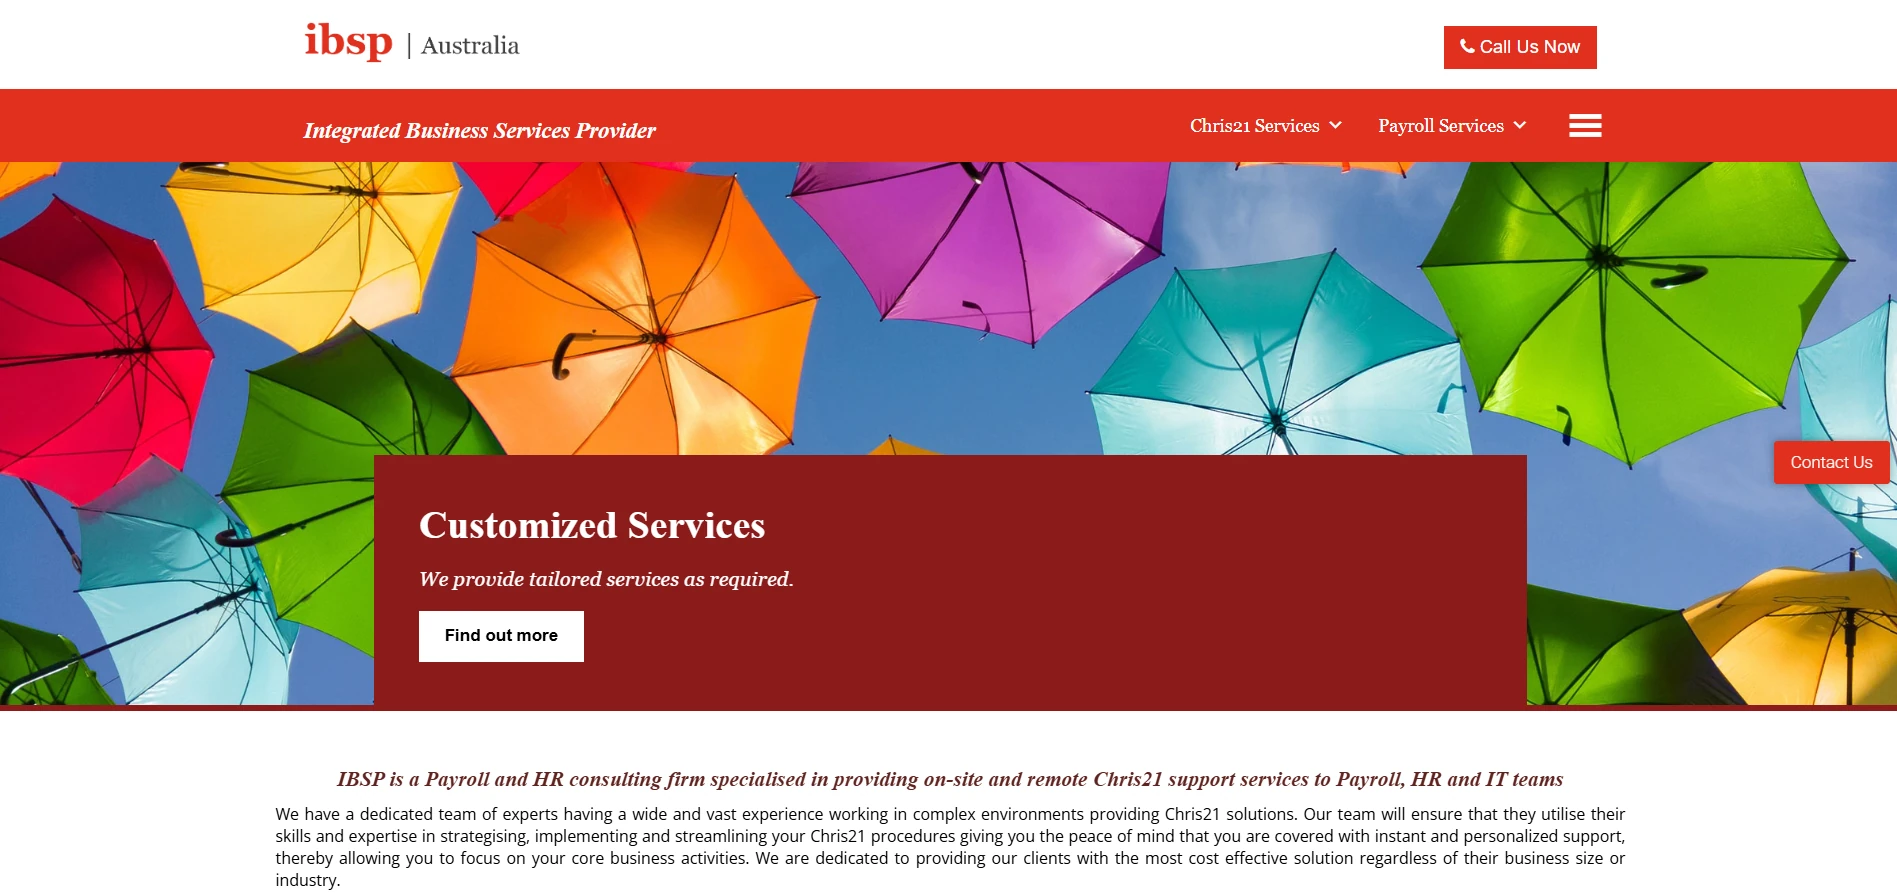 ibsp | Australia
Call Us Now
Integrated Business Services Provider
Chris21 Services
Payroll Services
Contact Us
Customized Services
We provide tailored services as required.
Find out more
IBSP is a Payroll and HR consulting firm specialised in providing on-site and remote Chris21 support services to Payroll, HR and IT teams
We have a dedicated team of experts having a wide and vast experience working in complex environments providing Chris21 solutions. Our team will ensure that they utilise their
skills and expertise in strategising, implementing and streamlining your Chris21 procedures giving you the peace of mind that you are covered with instant and personalized support,
thereby allowing you to focus on your core business activities. We are dedicated to providing our clients with the most cost effective solution regardless of their business size or
industry.